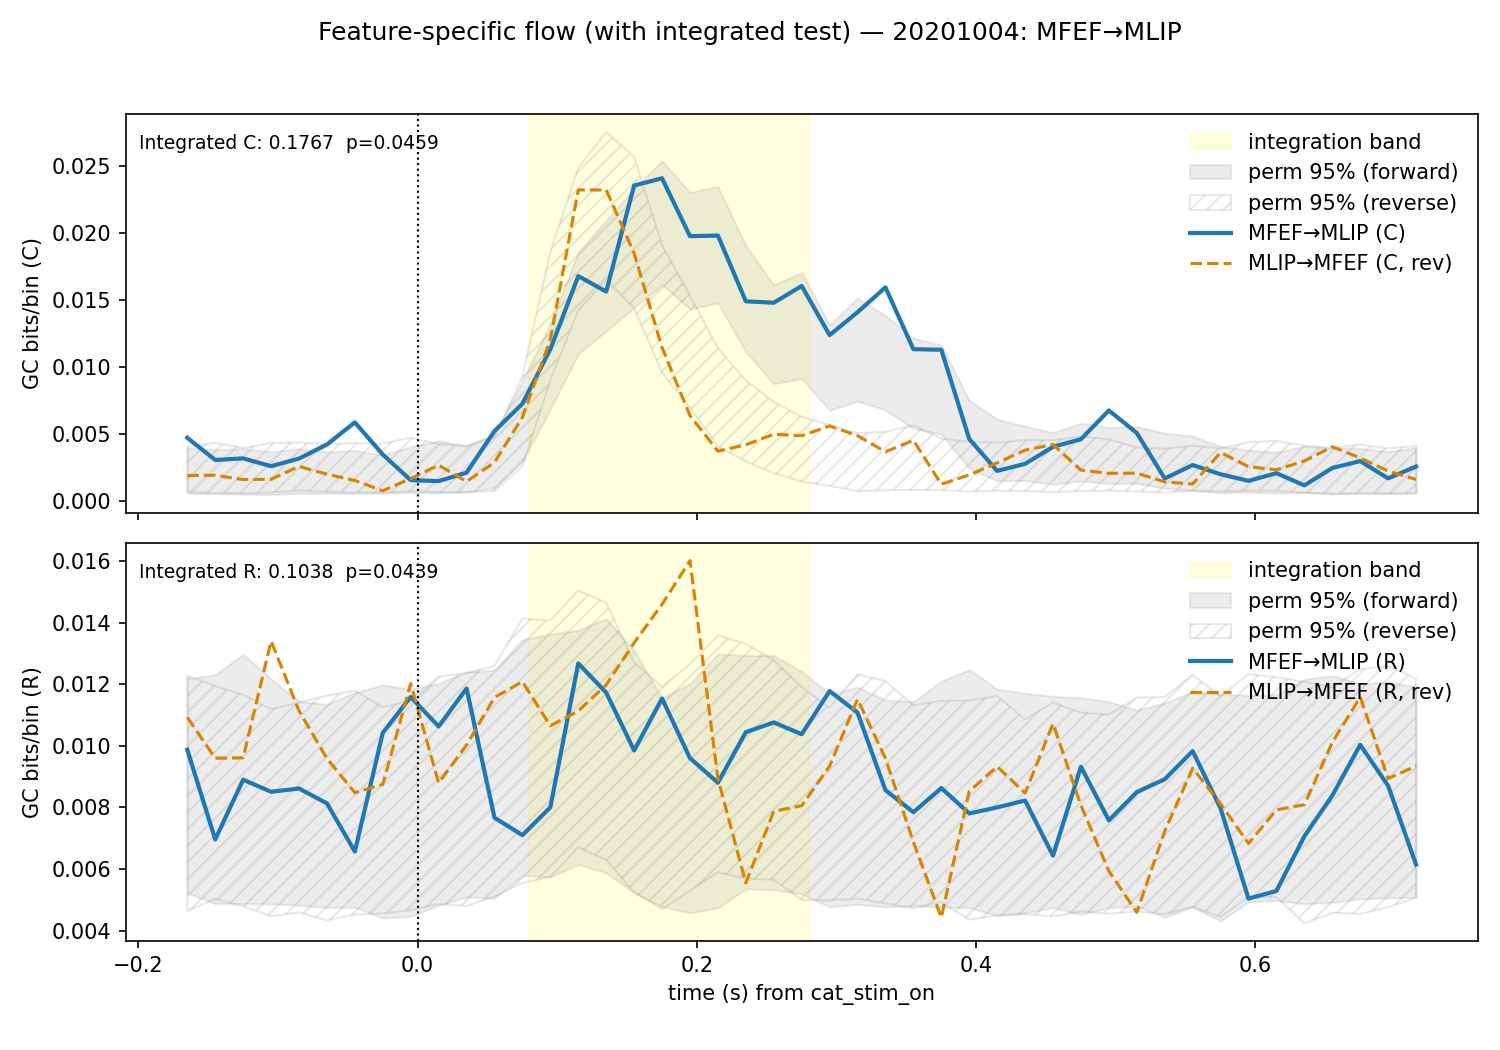 Feature-specific flow (with integrated test) — 20201004: MFEF→MLIP
Integrated C: 0.1767  p=0.0459
integration band
perm 95% (forward)
perm 95% (reverse)
MFEF→MLIP (C)
MLIP→MFEF (C, rev)
GC bits/bin (C)
0.025
0.020
0.015
0.010
0.005
0.000
Integrated R: 0.1038  p=0.0439
integration band
perm 95% (forward)
perm 95% (reverse)
MFEF→MLIP (R)
MLIP→MFEF (R, rev)
GC bits/bin (R)
0.016
0.014
0.012
0.010
0.008
0.006
0.004
−0.2 0.0 0.2 0.4 0.6
time (s) from cat_stim_on